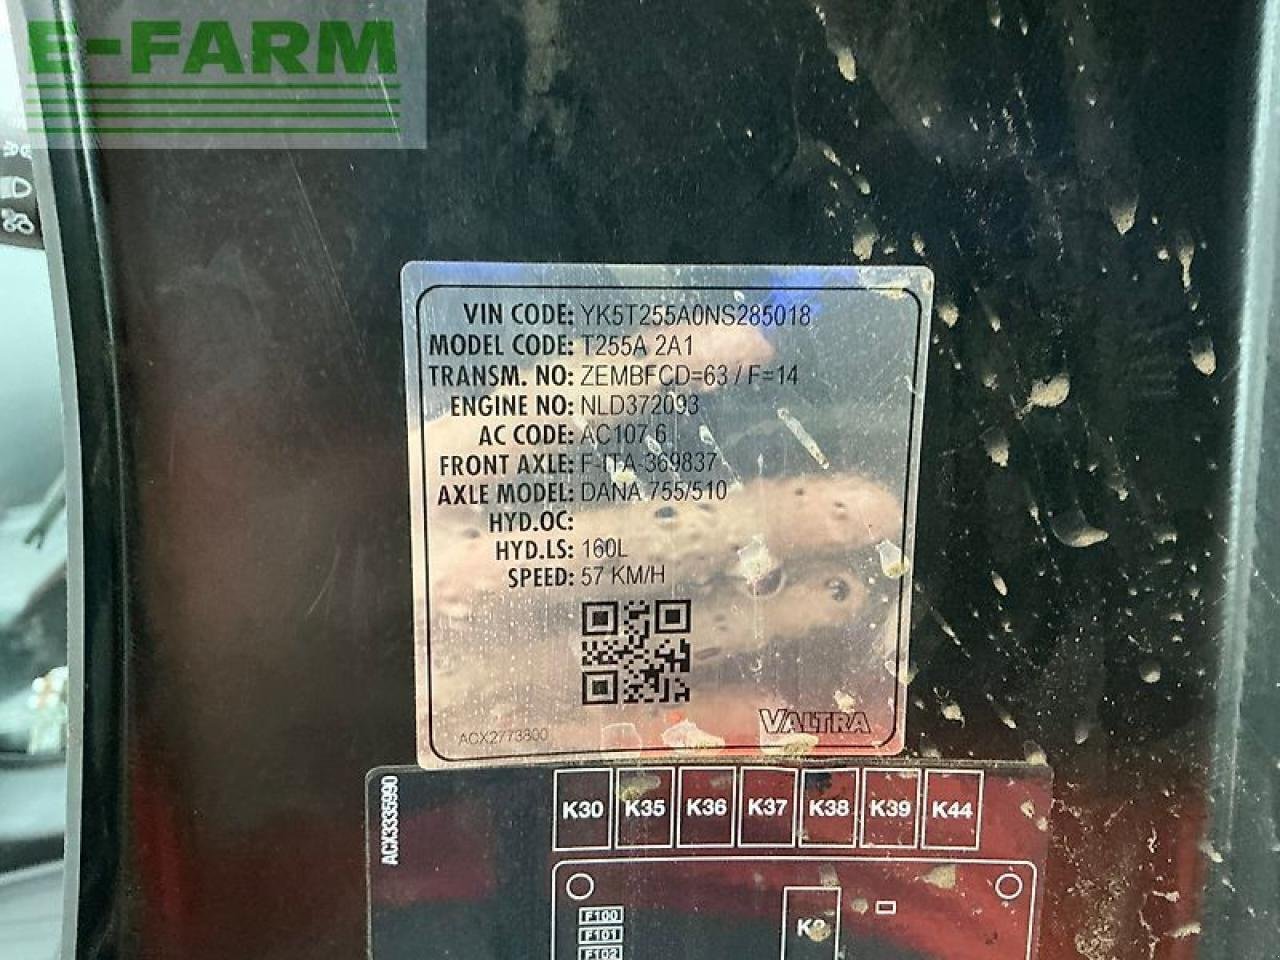 E-FARM
VIN CODE: YK5T255A0NS285018
MODEL CODE: T255A 2A1
TRANSM. NO: ZEMBFCD=63 / F=14
ENGINE NO: NLD372093
AC CODE: AC107.6
FRONT AXLE: F-ITA-369837
AXLE MODEL: DANA 755/510
HYD.OC:
HYD.LS: 160L
SPEED: 57 KM/H
ACX2773800
VALTRA
ACX3335990
K30 K35 K36 K37 K38 K39 K44
F100
F101
F102